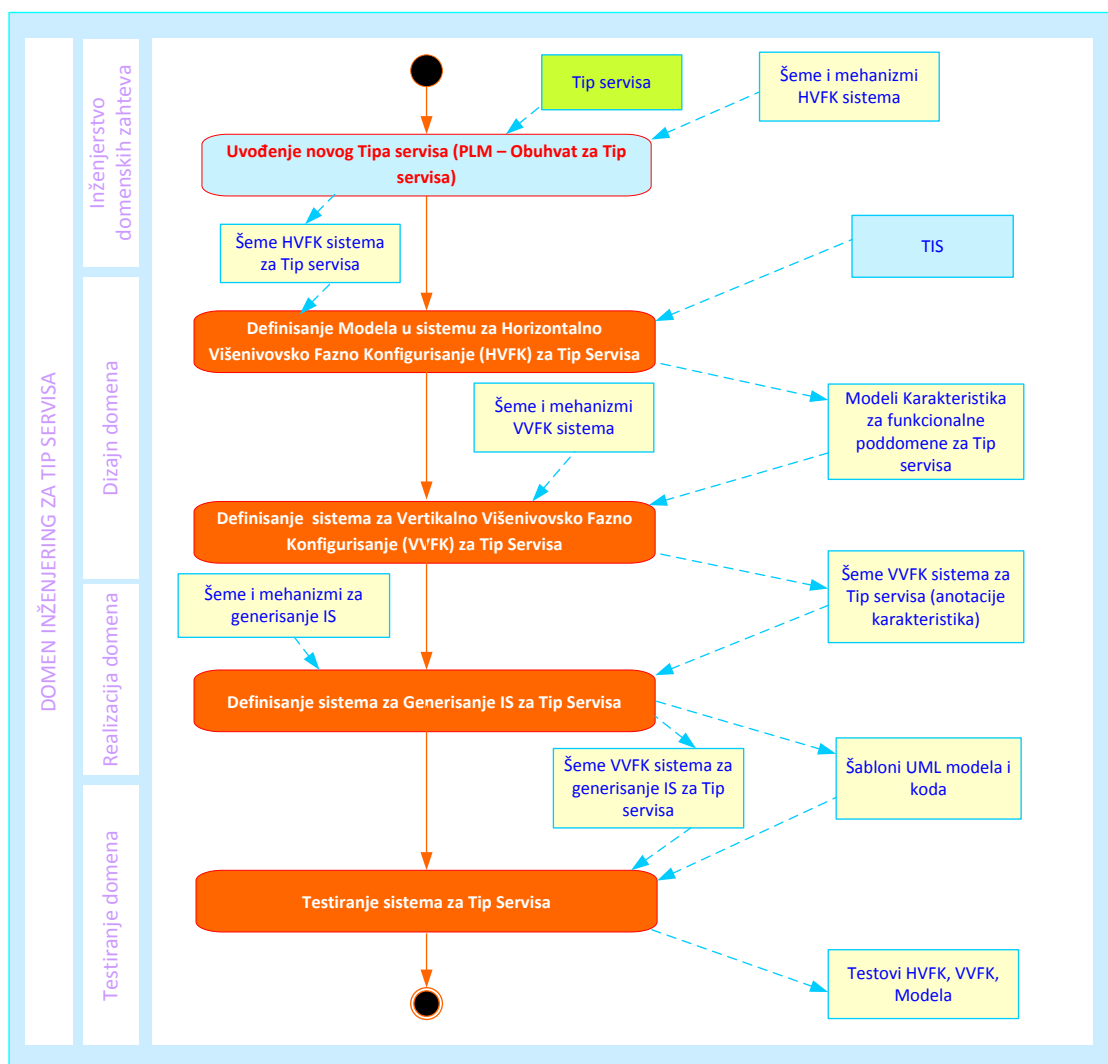 DOMEN INŽENJERING ZA TIP SERVISA
Inženjerstvo
domenskih zahteva
Dizajn domena
Realizacija domena
Testiranje domena
Tip servisa
Šeme i mehanizmi
HVFK sistema
Uvođenje novog Tipa servisa (PLM – Obuhvat za Tip
servisa)
Šeme HVFK sistema
za Tip servisa
TIS
Definisanje Modela u sistemu za Horizontalno
Višenivovsko Fazno Konfigurisanje (HVFK) za Tip Servisa
Šeme i mehanizmi
VVFK sistema
Modeli Karakteristika
za funkcionalne
poddomene za Tip
servisa
Definisanje sistema za Vertikalno Višenivovsko Fazno
Konfigurisanje (VVFK) za Tip Servisa
Šeme i mehanizmi za
generisanje IS
Šeme VVFK sistema za
Tip servisa (anotacije
karakteristika)
Definisanje sistema za Generisanje IS za Tip Servisa
Šeme VVFK sistema za
generisanje IS za Tip
servisa
Šabloni UML modela i
koda
Testiranje sistema za Tip Servisa
Testovi HVFK, VVFK,
Modela